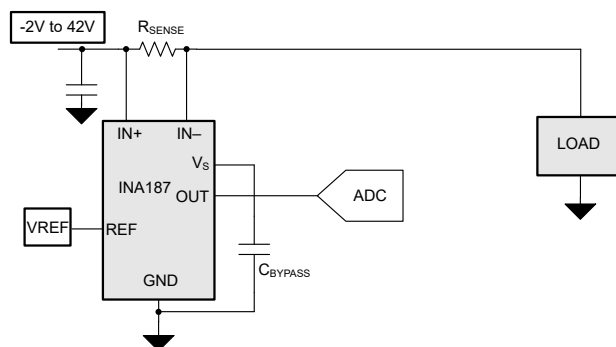 -2V to 42V
RSENSE
IN+
IN–
VS
INA187
OUT
ADC
LOAD
VREF
REF
GND
CBYPASS